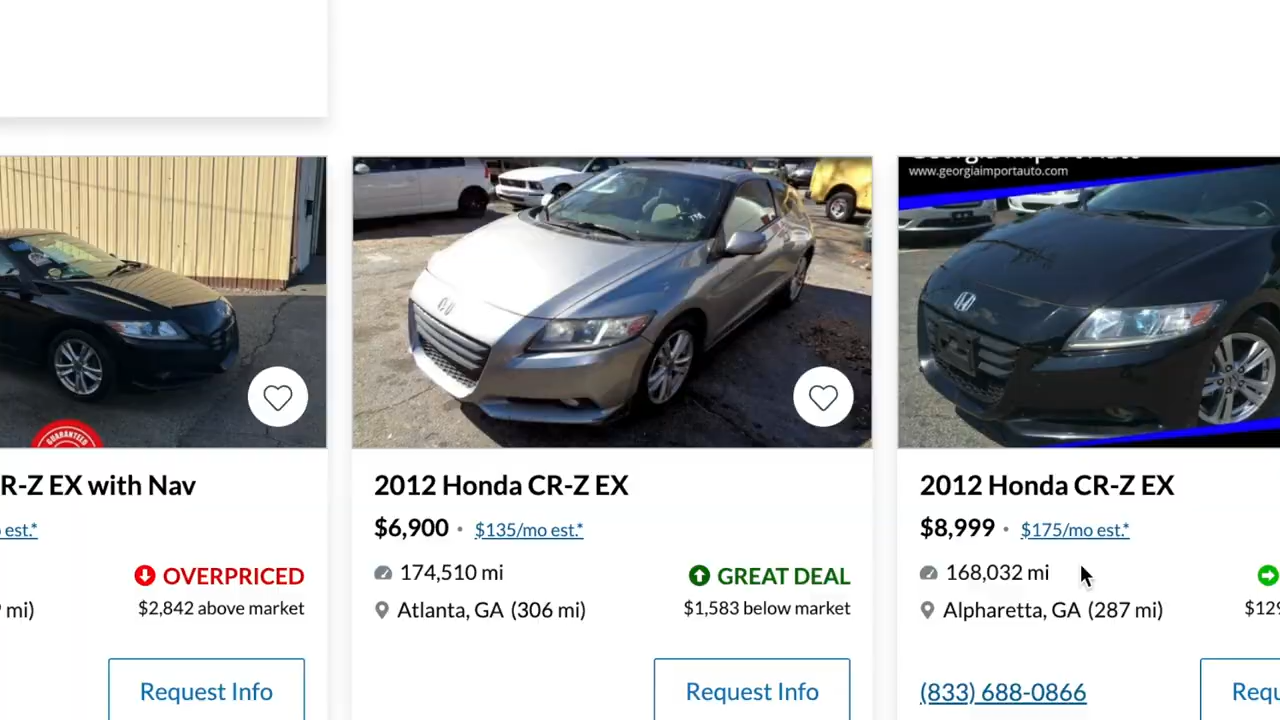 www.georgiaimportauto.com
GUARANTEED
R-Z EX with Nav
est.*
OVERPRICED
$2,842 above market
mi)
Request Info
2012 Honda CR-Z EX
$6,900 • $135/mo est.*
174,510 mi
GREAT DEAL
Atlanta, GA (306 mi)
$1,583 below market
Request Info
2012 Honda CR-Z EX
$8,999 • $175/mo est.*
168,032 mi
Alpharetta, GA (287 mi)
$129
(833) 688-0866
Requ